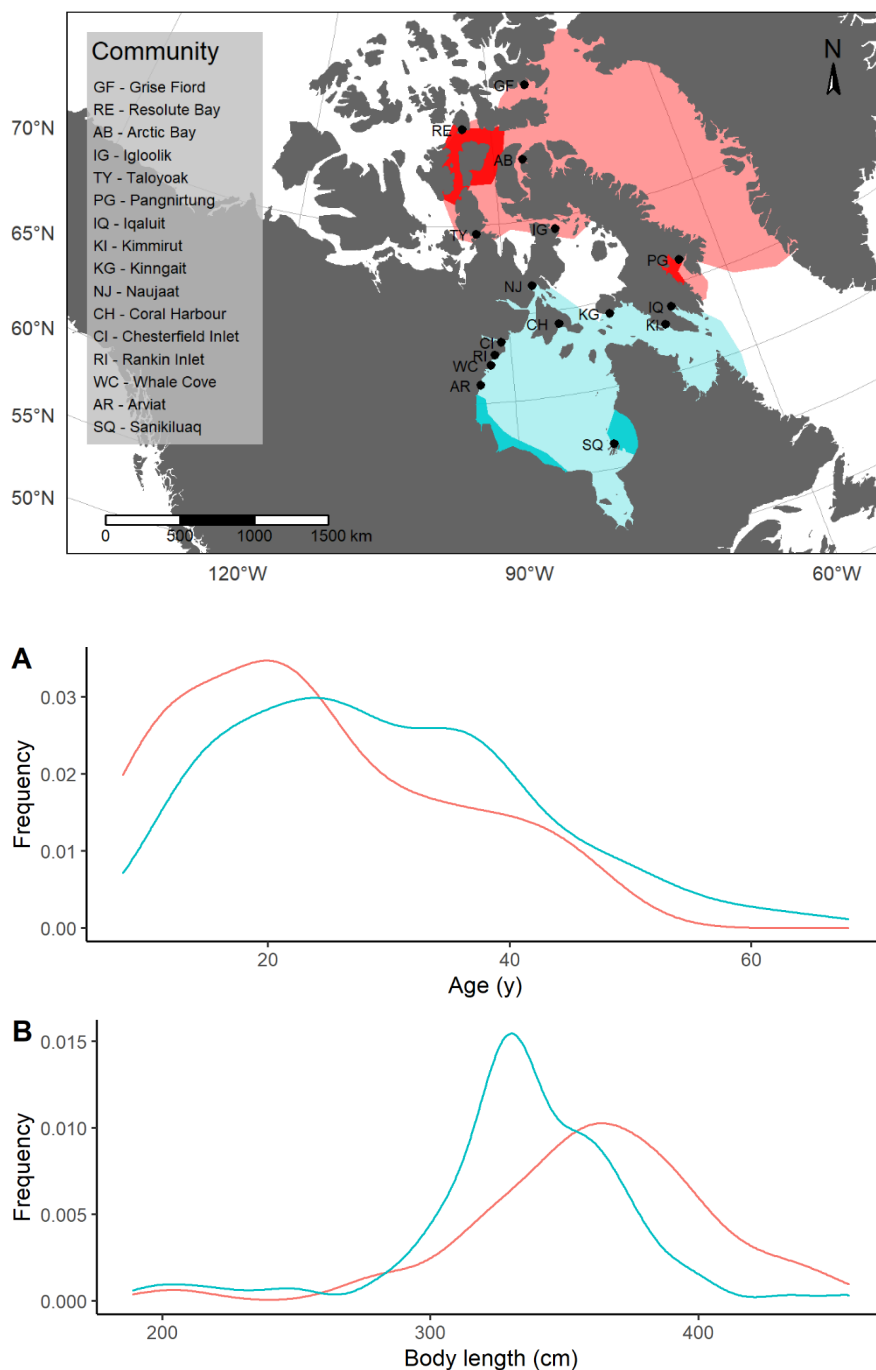 Community
GF - Grise Fiord
RE - Resolute Bay
AB - Arctic Bay
IG - Igloolik
TY - Taloyoak
PG - Pangnirtung
IQ - Iqaluit
KI - Kimmirut
KG - Kinngait
NJ - Naujaat
CH - Coral Harbour
CI - Chesterfield Inlet
RI - Rankin Inlet
WC - Whale Cove
AR - Arviat
SQ - Sanikiluaq
N
GF
RE
AB
TY
IG
PG
NJ
IQ
KG
CH
KI
CI
RI
WC
AR
SQ
70°N
65°N
60°N
55°N
50°N
0 500 1000 1500 km
120°W 90°W 60°W
A
Frequency
0.03
0.02
0.01
0.00
20 40 60
Age (y)
B
Frequency
0.015
0.010
0.005
0.000
200 300 400
Body length (cm)